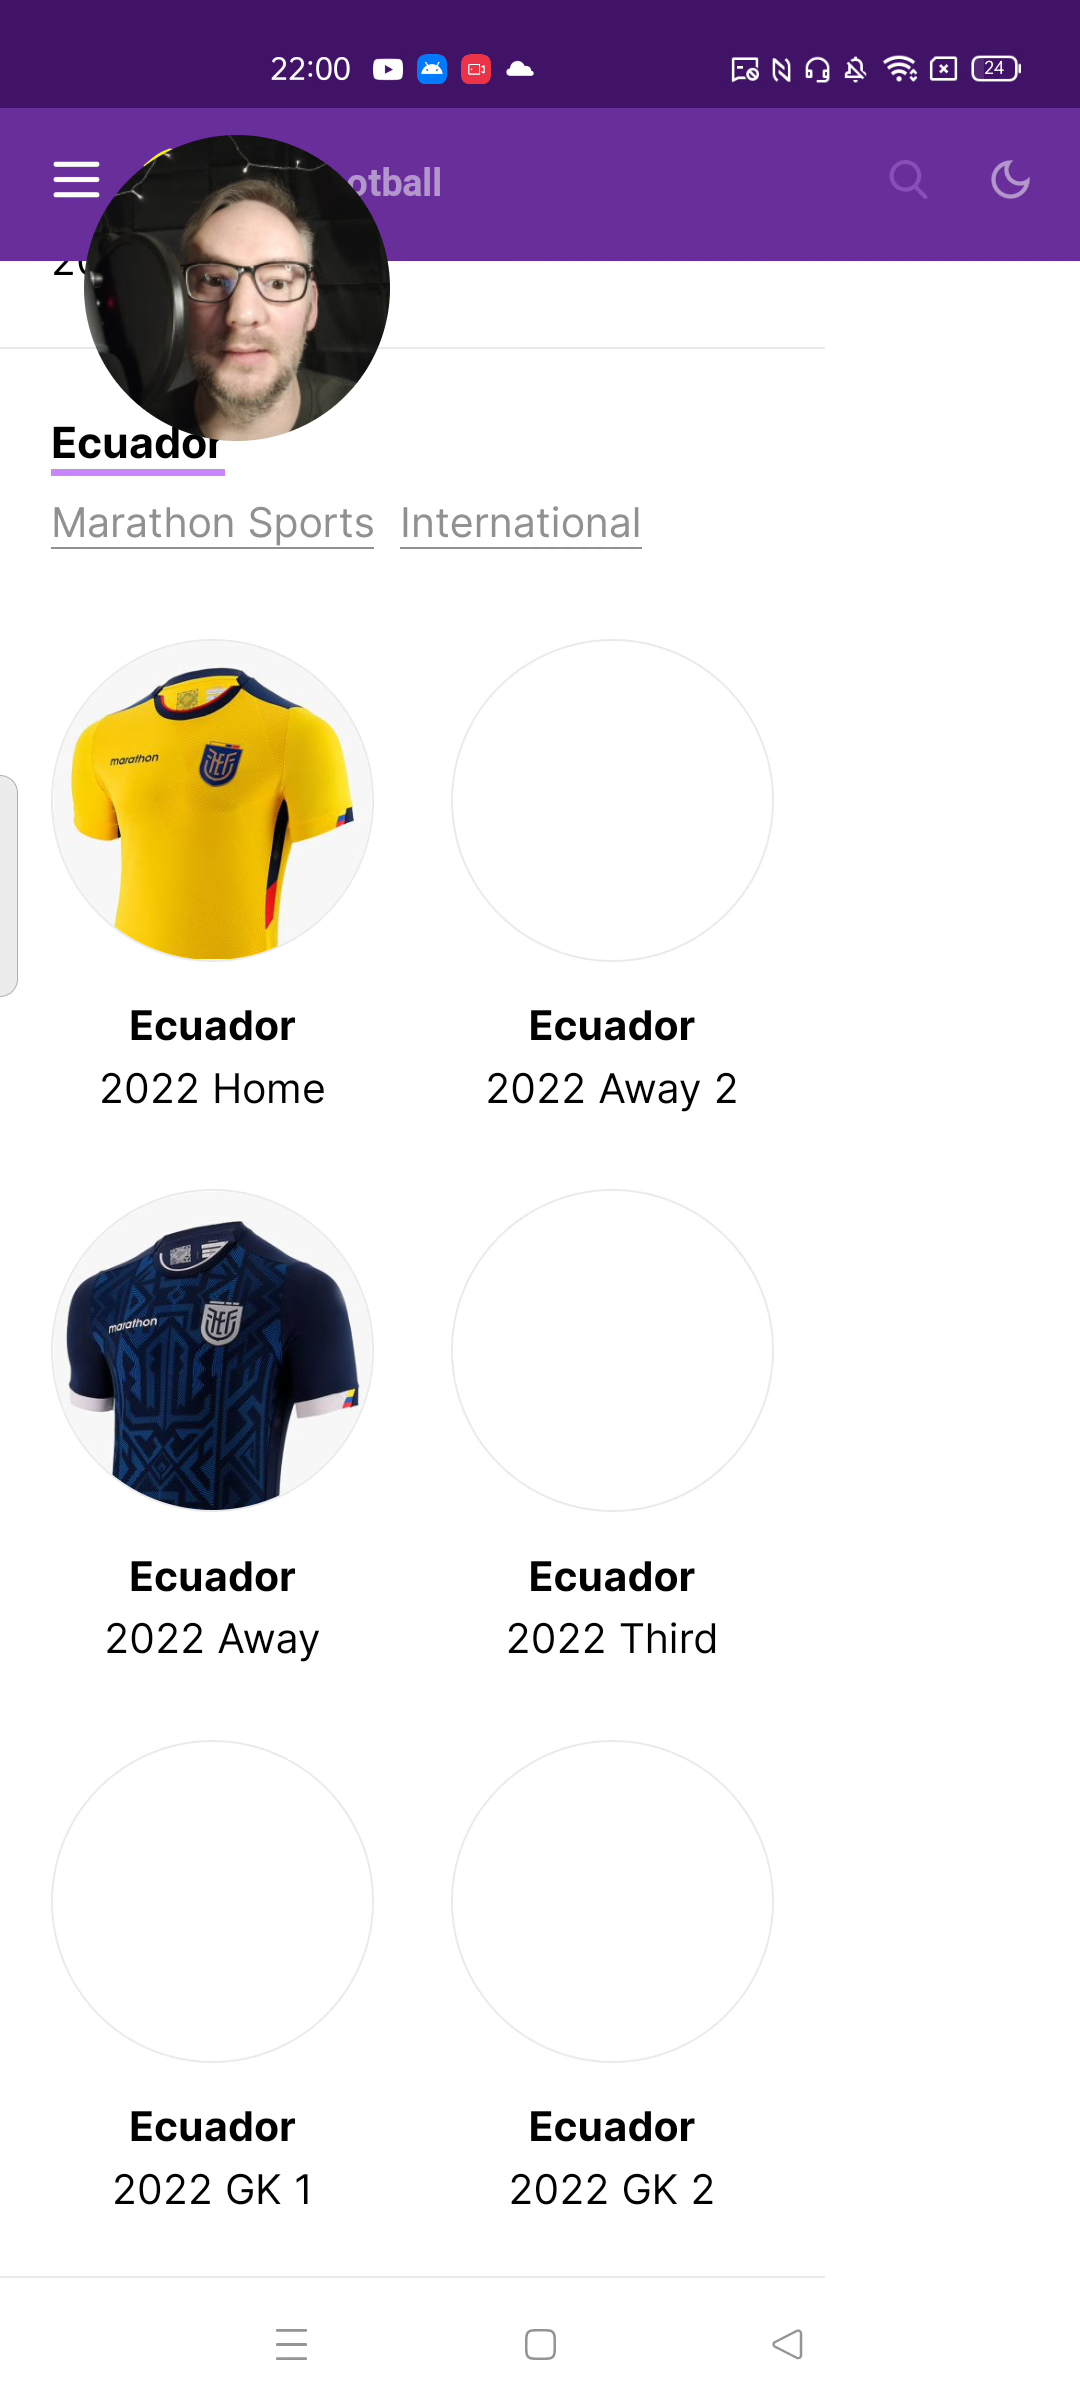 22:00
24
otball
20
Ecuador
Marathon Sports International
marathon
Ecuador Ecuador
2022 Home 2022 Away 2
marathon
Ecuador Ecuador
2022 Away 2022 Third
Ecuador Ecuador
2022 GK 1 2022 GK 2